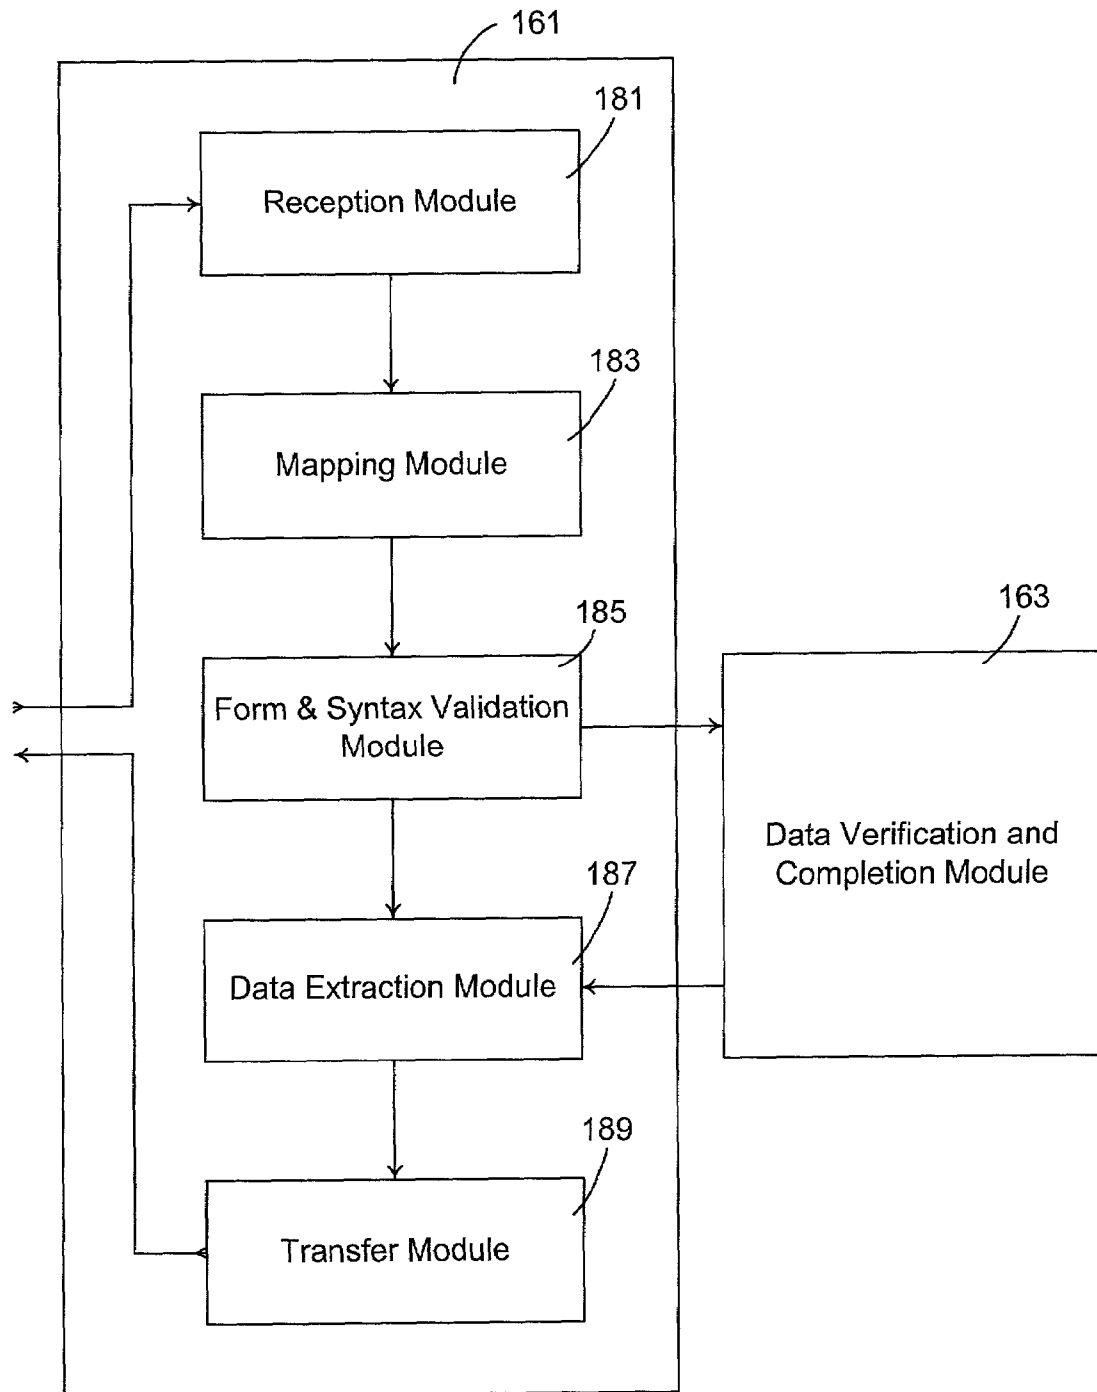 161
181
Reception Module
183
Mapping Module
185
Form & Syntax Validation
Module
163
Data Verification and
Completion Module
187
Data Extraction Module
189
Transfer Module